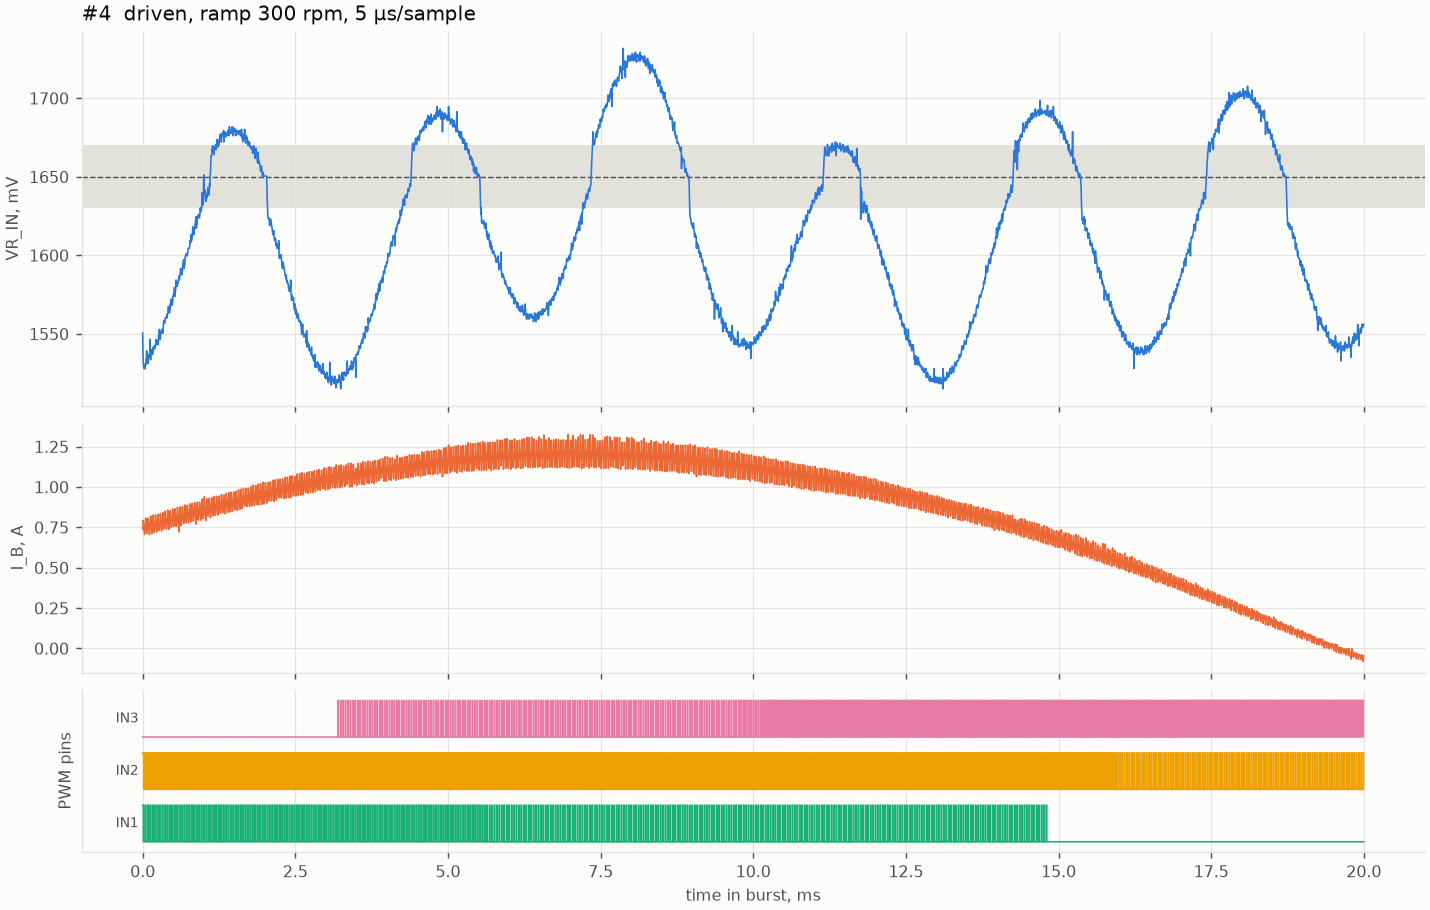 #4 driven, ramp 300 rpm, 5 µs/sample
VR_IN, mV
1700
1650
1600
1550
I_B, A
1.25
1.00
0.75
0.50
0.25
0.00
PWM pins
IN3
IN2
IN1
0.0 2.5 5.0 7.5 10.0 12.5 15.0 17.5 20.0
time in burst, ms